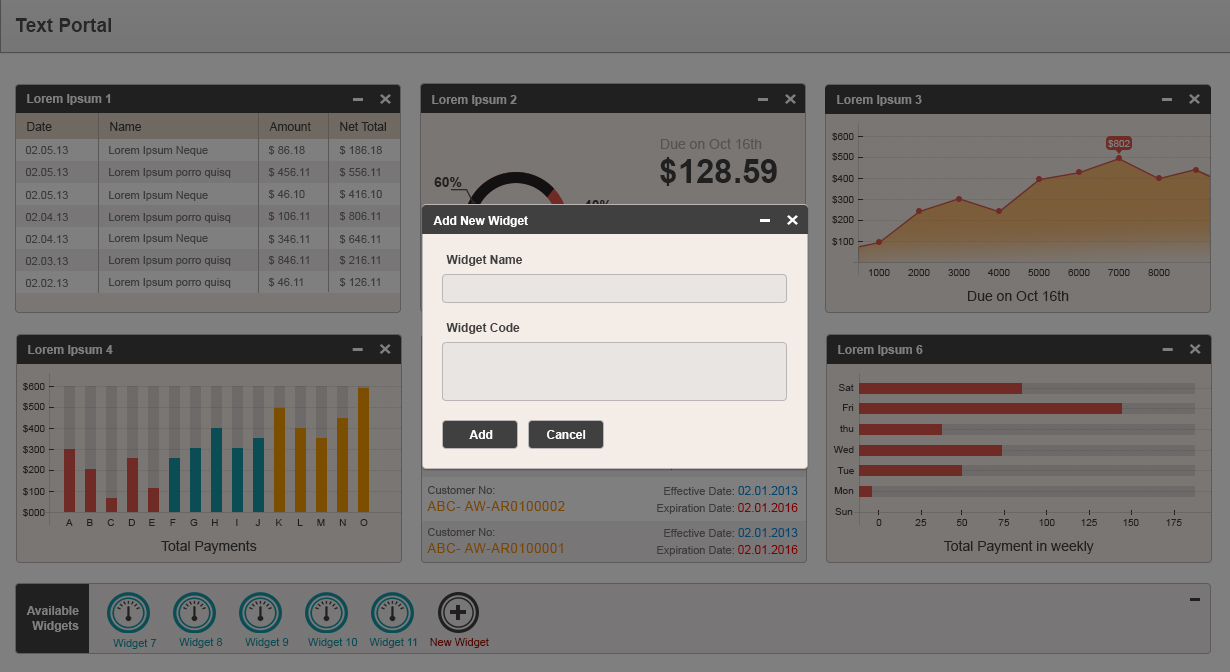 Text Portal
Lorem Ipsum 1
Date Name Amount Net Total
02.05.13 Lorem Ipsum Neque $ 86.18 $ 186.18
02.05.13 Lorem Ipsum porro quisq $ 456.11 $ 556.11
02.05.13 Lorem Ipsum Neque $ 46.10 $ 416.10
02.04.13 Lorem Ipsum porro quisq $ 106.11 $ 806.11
02.04.13 Lorem Ipsum Neque $ 346.11 $ 646.11
02.03.13 Lorem Ipsum porro quisq $ 846.11 $ 216.11
02.02.13 Lorem Ipsum porro quisq $ 46.11 $ 126.11
Lorem Ipsum 2
Due on Oct 16th
$128.59
60%
Lorem Ipsum 3
$600
$500
$400
$300
$200
$100
$802
1000 2000 3000 4000 5000 6000 7000 8000
Due on Oct 16th
Add New Widget
Widget Name
Widget Code
Add Cancel
Lorem Ipsum 4
$600
$500
$400
$300
$200
$100
$000
A B C D E F G H I J K L M N O
Total Payments
Customer No: Effective Date: 02.01.2013
ABC- AW-AR0100002 Expiration Date: 02.01.2016
Customer No: Effective Date: 02.01.2013
ABC- AW-AR0100001 Expiration Date: 02.01.2016
Lorem Ipsum 6
Sat
Fri
thu
Wed
Tue
Mon
Sun
0 25 50 75 100 125 150 175
Total Payment in weekly
Available
Widgets
Widget 7 Widget 8 Widget 9 Widget 10 Widget 11 New Widget